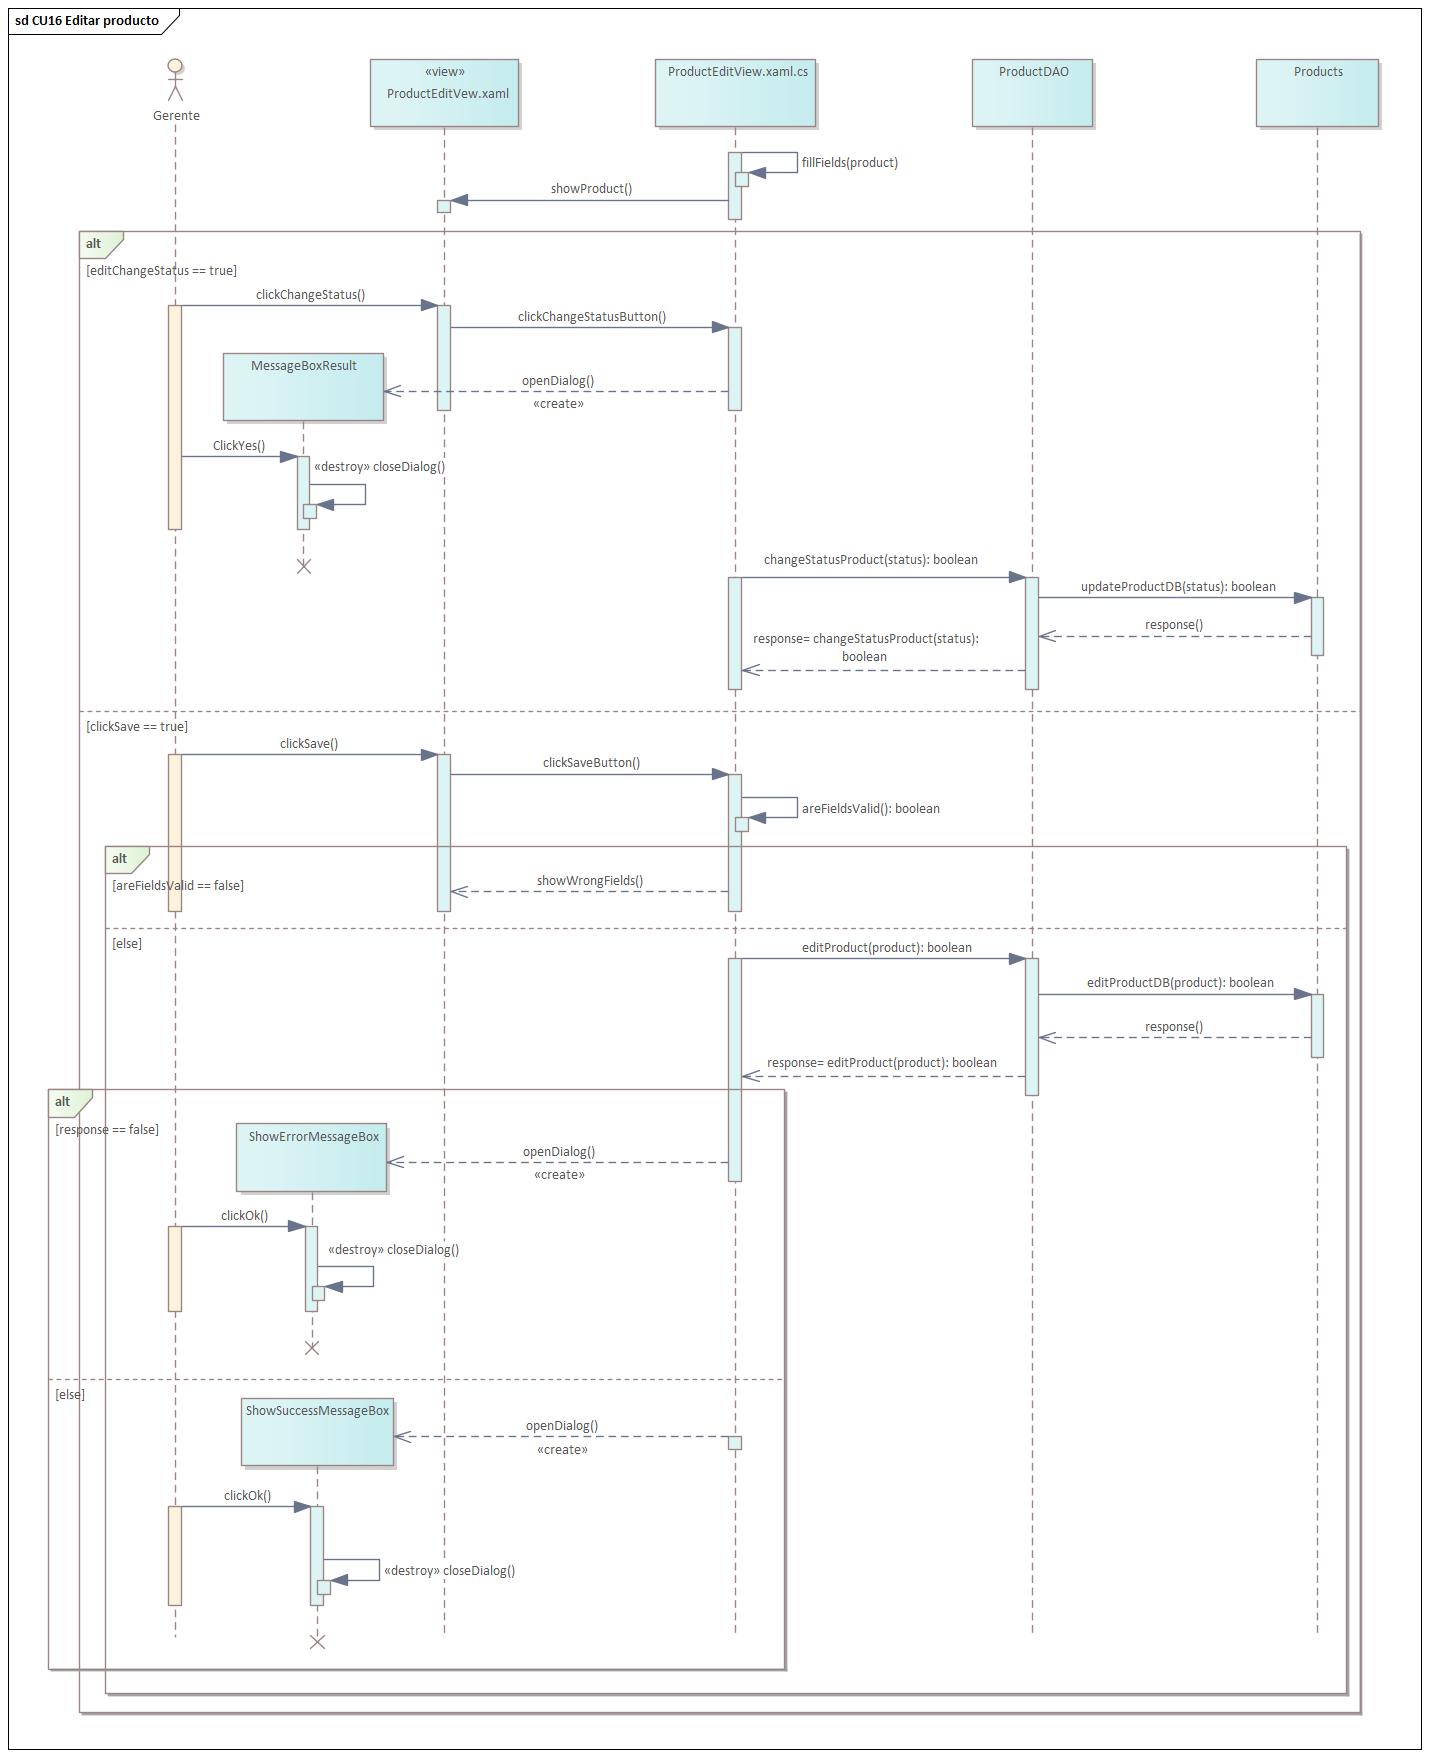 sd CU16 Editar producto
Gerente
«view»
ProductEditVew.xaml
ProductEditView.xaml.cs
ProductDAO
Products
fillFields(product)
showProduct()
alt
[editChangeStatus == true]
clickChangeStatus()
clickChangeStatusButton()
MessageBoxResult
openDialog()
«create»
ClickYes()
«destroy» closeDialog()
changeStatusProduct(status): boolean
updateProductDB(status): boolean
response()
response= changeStatusProduct(status):
boolean
[clickSave == true]
clickSave()
clickSaveButton()
areFieldsValid(): boolean
alt
[areFieldsValid == false]
showWrongFields()
[else]
editProduct(product): boolean
editProductDB(product): boolean
response()
response= editProduct(product): boolean
alt
[response == false]
ShowErrorMessageBox
openDialog()
«create»
clickOk()
«destroy» closeDialog()
[else]
ShowSuccessMessageBox
openDialog()
«create»
clickOk()
«destroy» closeDialog()